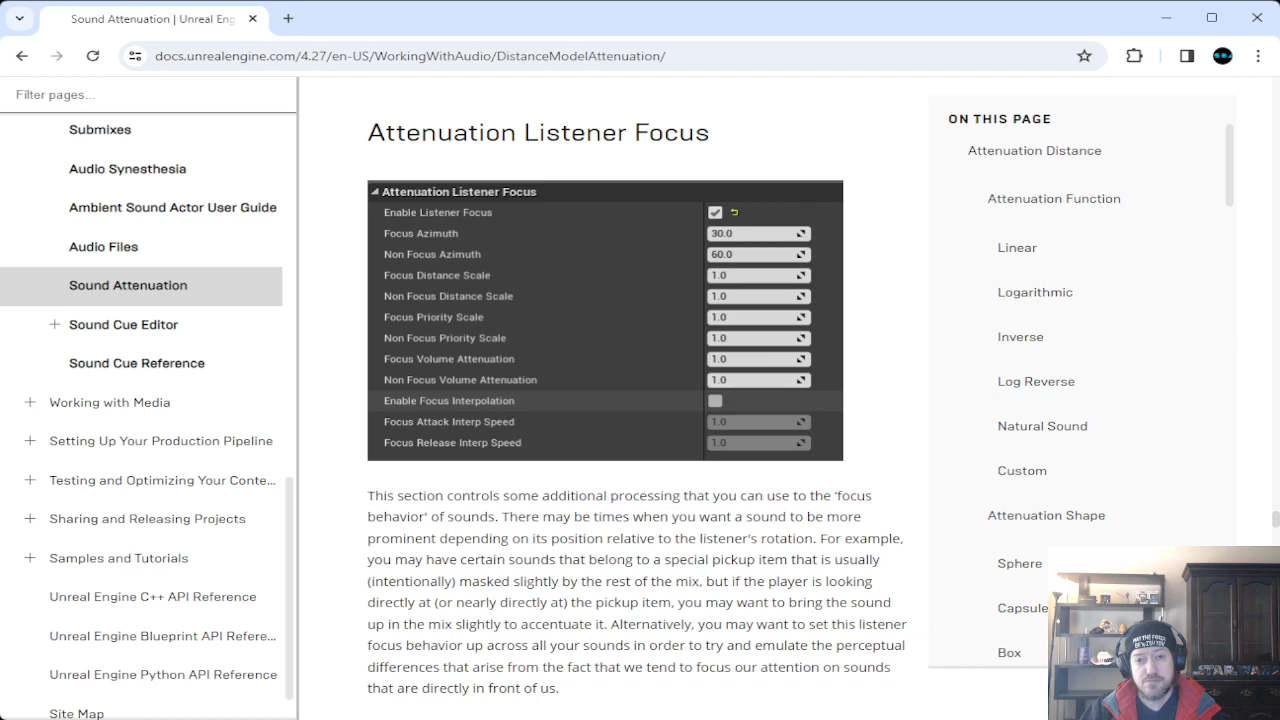 Sound Attenuation | Unreal Eng
docs.unrealengine.com/4.27/en-US/WorkingWithAudio/DistanceModelAttenuation/
Filter pages...
Submixes
Audio Synesthesia
Ambient Sound Actor User Guide
Audio Files
Sound Attenuation
Sound Cue Editor
Sound Cue Reference
Working with Media
Setting Up Your Production Pipeline
Testing and Optimizing Your Conte...
Sharing and Releasing Projects
Samples and Tutorials
Unreal Engine C++ API Reference
Unreal Engine Blueprint API Refere...
Unreal Engine Python API Reference
Site Map
Attenuation Listener Focus
Attenuation Listener Focus
Enable Listener Focus
Focus Azimuth 30.0
Non Focus Azimuth 60.0
Focus Distance Scale 1.0
Non Focus Distance Scale 1.0
Focus Priority Scale 1.0
Non Focus Priority Scale 1.0
Focus Volume Attenuation 1.0
Non Focus Volume Attenuation 1.0
Enable Focus Interpolation
Focus Attack Interp Speed 1.0
Focus Release Interp Speed 1.0
This section controls some additional processing that you can use to the 'focus
behavior' of sounds. There may be times when you want a sound to be more
prominent depending on its position relative to the listener's rotation. For example,
you may have certain sounds that belong to a special pickup item that is usually
(intentionally) masked slightly by the rest of the mix, but if the player is looking
directly at (or nearly directly at) the pickup item, you may want to bring the sound
up in the mix slightly to accentuate it. Alternatively, you may want to set this listener
focus behavior up across all your sounds in order to try and emulate the perceptual
differences that arise from the fact that we tend to focus our attention on sounds
that are directly in front of us.
ON THIS PAGE
Attenuation Distance
Attenuation Function
Linear
Logarithmic
Inverse
Log Reverse
Natural Sound
Custom
Attenuation Shape
Sphere
Capsule
Box
MAY THE FORCE
BE WITH YOU
STAR WARS